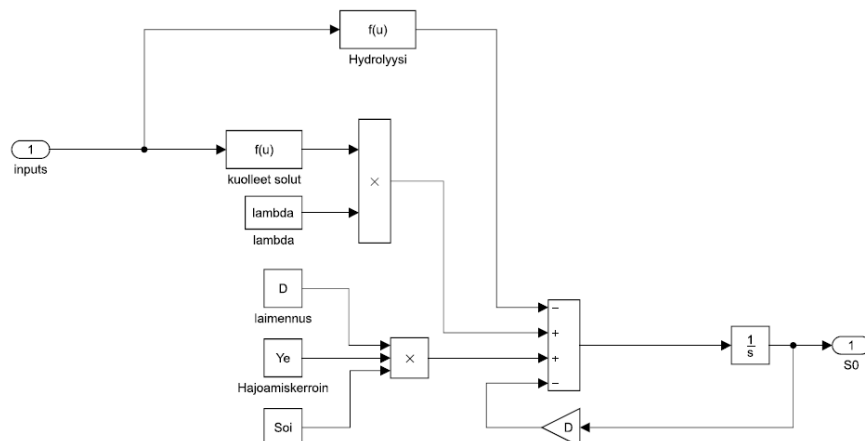 f(u)
Hydrolyysi
1
inputs
f(u)
kuolleet solut
×
lambda
lambda
D
laimennus
Ye
Hajoamiskerroin
Soi
×
−
+
+
−
1
s
1
S0
D